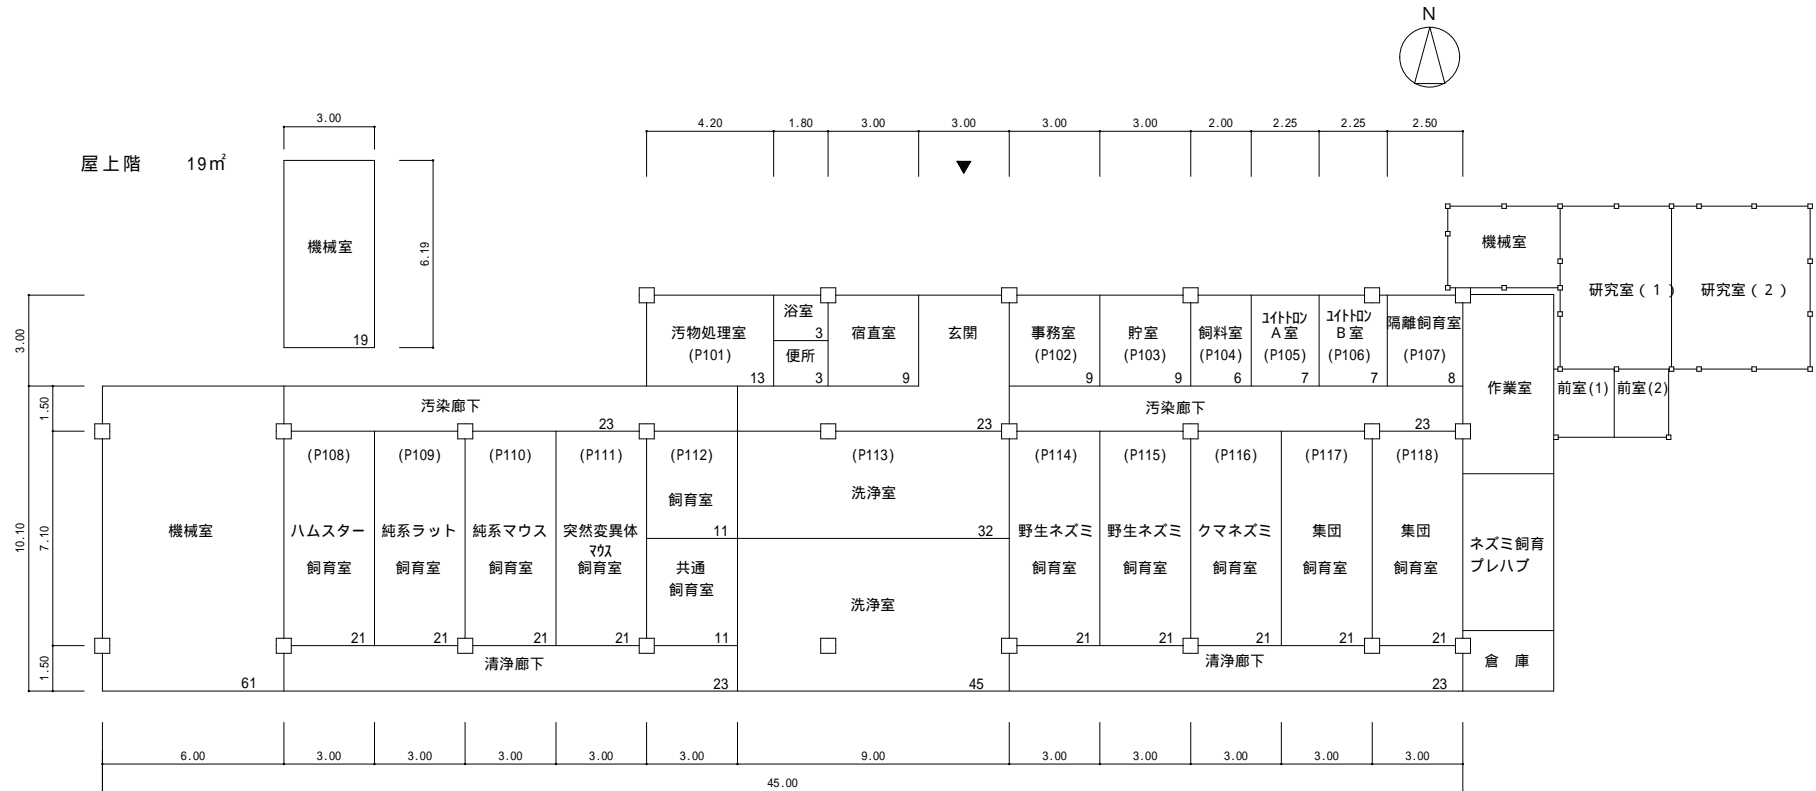 N
3.00
4.20 1.80 3.00 3.00 3.00 3.00 2.00 2.25 2.25 2.50
屋上階 19㎡
機械室
6.19
19
機械室
研究室(1)
研究室(2)
3.00
汚物処理室
(P101)
13
浴室
3
便所
3
宿直室
9
玄関
23
事務室
(P102)
9
貯室
(P103)
9
飼料室
(P104)
6
ユイトトロン
A室
(P105)
7
ユイトトロン
B室
(P106)
7
隔離飼育室
(P107)
8
作業室
前室(1)
前室(2)
1.50
10.10
7.10
1.50
汚染廊下
23
汚染廊下
23
機械室
61
(P108)
ハムスター
飼育室
21
(P109)
純系ラット
飼育室
21
(P110)
純系マウス
飼育室
21
(P111)
突然変異体
マウス
飼育室
21
(P112)
飼育室
11
共通
飼育室
11
(P113)
洗浄室
32
洗浄室
45
(P114)
野生ネズミ
飼育室
21
(P115)
野生ネズミ
飼育室
21
(P116)
クマネズミ
飼育室
21
(P117)
集団
飼育室
21
(P118)
集団
飼育室
21
ネズミ飼育
プレハブ
倉 庫
清浄廊下
23
清浄廊下
23
6.00 3.00 3.00 3.00 3.00 3.00 9.00 3.00 3.00 3.00 3.00 3.00
45.00